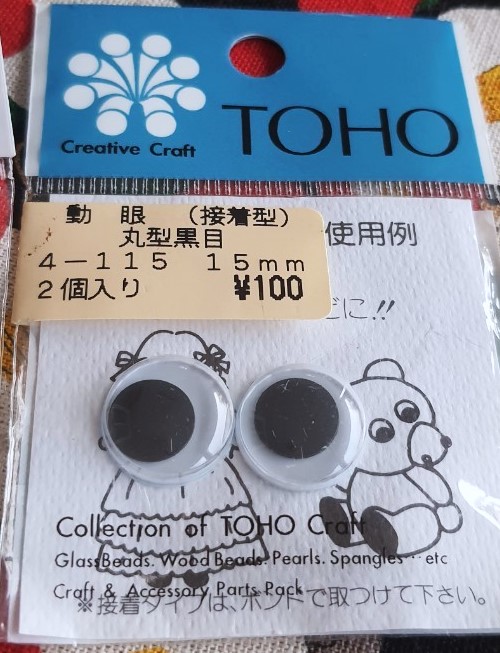 Creative Craft
TOHO
動 眼 (接着型)
丸型黒目
4-115 15mm
2個入り ¥100
使用例
に!!
Collection of TOHO Craft
GlassBeads. Wood Beads. Pearls. Spangles…etc
Craft & Accessory Parts Pack
※接着タイプは、ボンドで取つけて下さい。